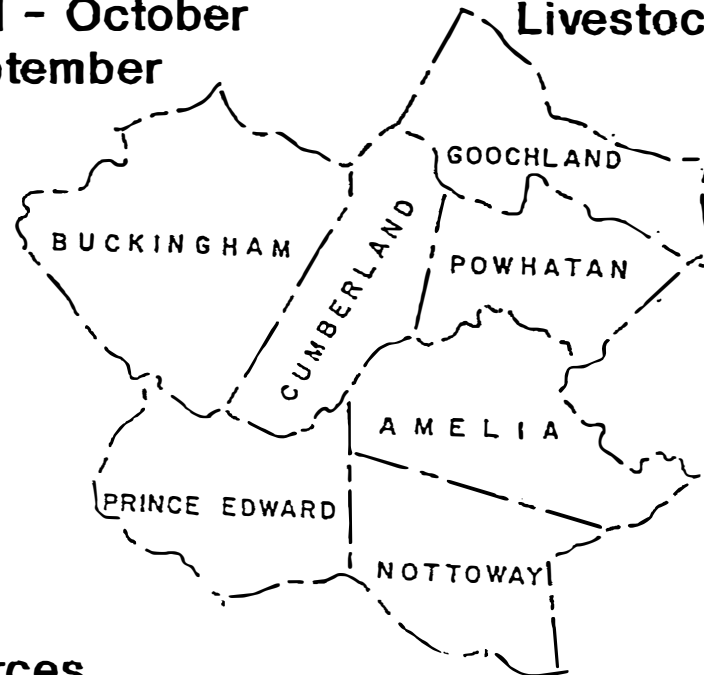 - October
Livestoc
tember
GOOCHLAND
BUCKINGHAM
CUMBERLAND
POWHATAN
AMELIA
PRINCE EDWARD
NOTTOWAY
rces